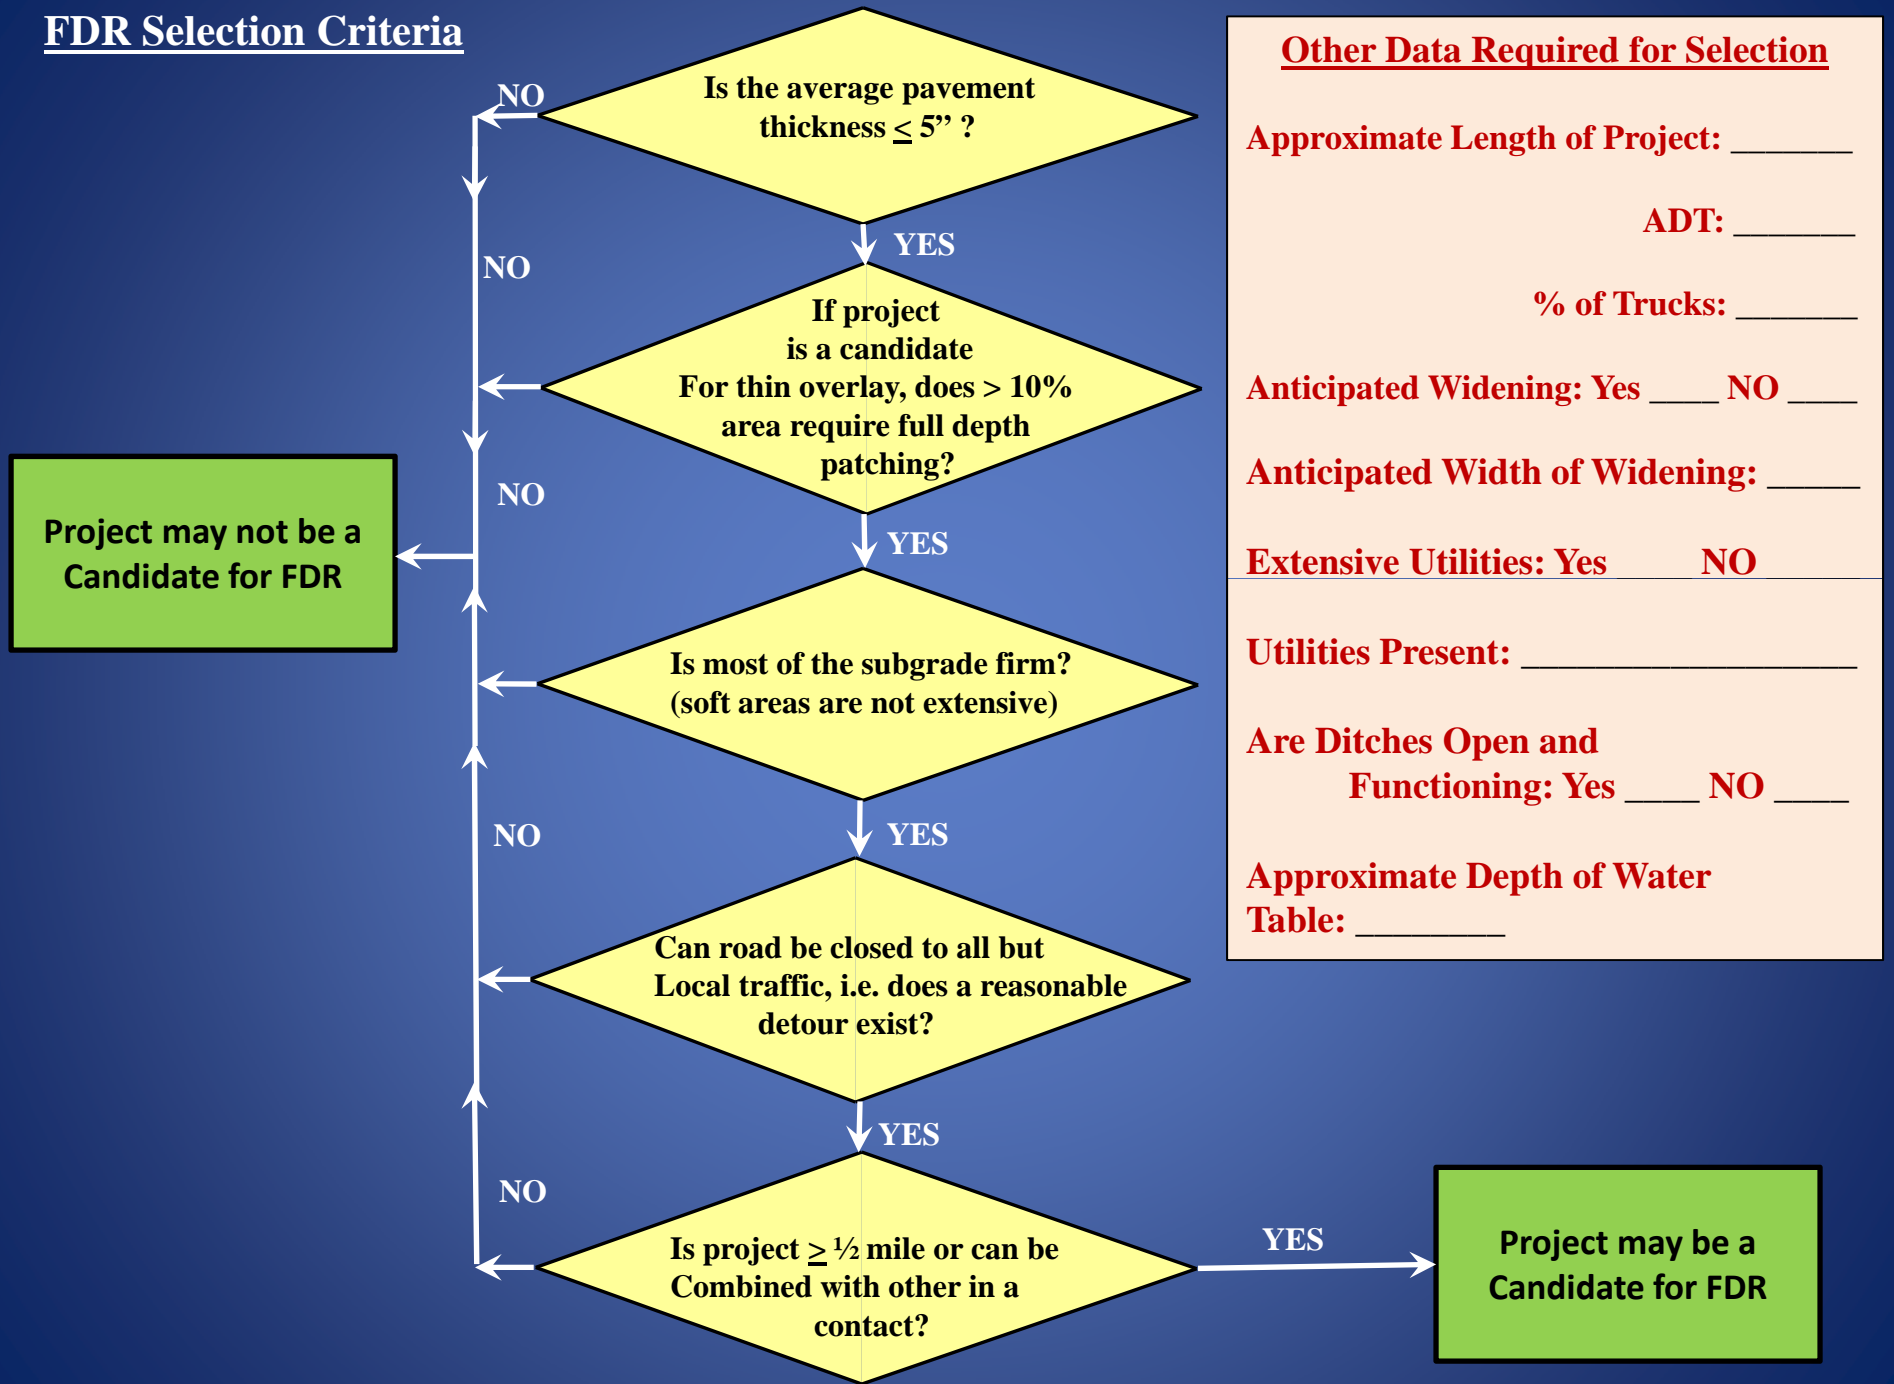 FDR Selection Criteria
NO
Is the average pavement
thickness ≤ 5” ?
YES
NO
If project
is a candidate
For thin overlay, does > 10%
area require full depth
patching?
NO
YES
Project may not be a
Candidate for FDR
Is most of the subgrade firm?
(soft areas are not extensive)
NO
YES
Can road be closed to all but
Local traffic, i.e. does a reasonable
detour exist?
YES
NO
Is project ≥ ½ mile or can be
Combined with other in a
contact?
YES
Project may be a
Candidate for FDR
Other Data Required for Selection
Approximate Length of Project: _______
ADT: _______
% of Trucks: _______
Anticipated Widening: Yes ____ NO ____
Anticipated Width of Widening: _____
Extensive Utilities: Yes ____ NO _____
Utilities Present: __________________
Are Ditches Open and
Functioning: Yes ____ NO ____
Approximate Depth of Water
Table: ________